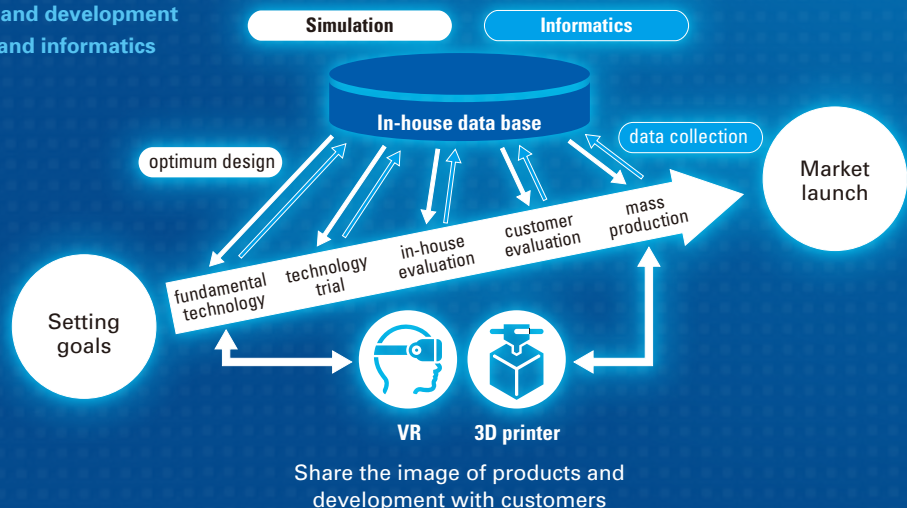 and development
and informatics
Simulation
Informatics
In-house data base
optimum design
data collection
Market
launch
mass
production
customer
evaluation
in-house
evaluation
technology
trial
fundamental
technology
Setting
goals
VR
3D printer
Share the image of products and
development with customers